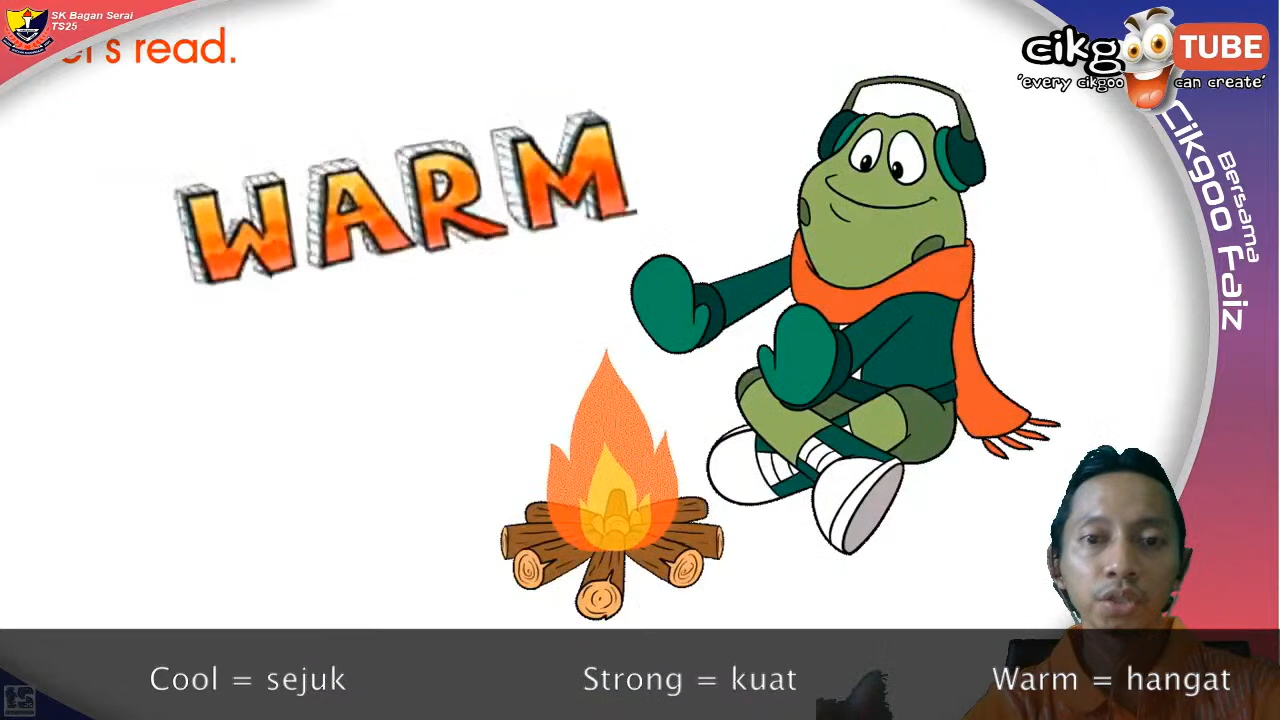 SK Bagan Serai
TS25
et's read.
cikgoo TUBE
'every cikgoo can create'
Bersama
Cikgoo Faiz
WARM
Cool = sejuk
Strong = kuat
Warm = hangat